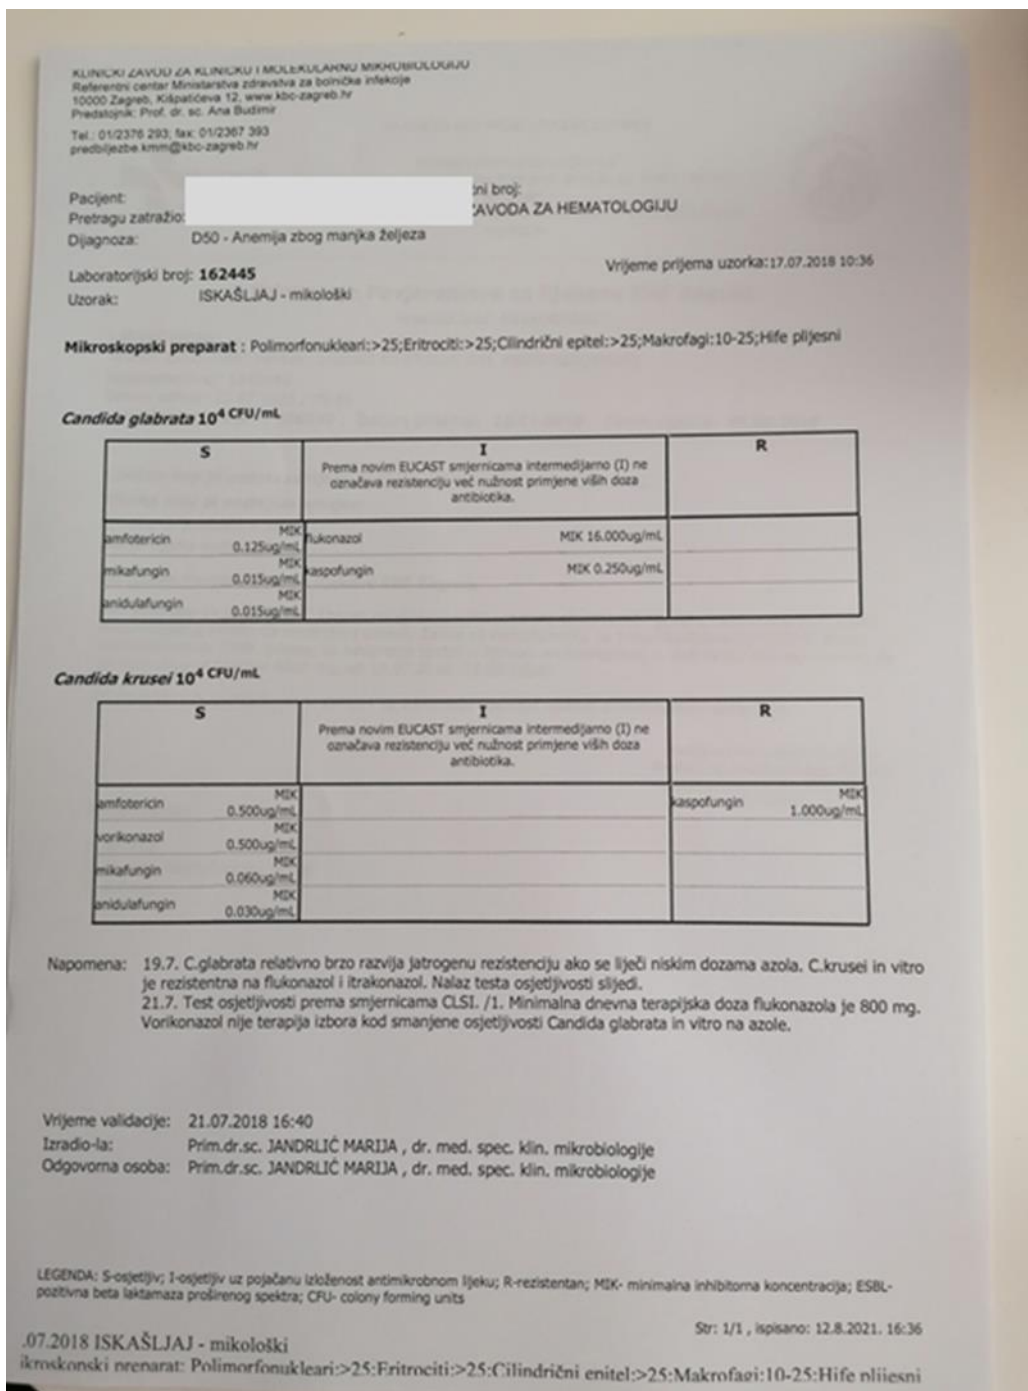 KLINIČKI ZAVOD ZA KLINIČKU I MOLEKULARNU MIKROBIOLOGIJU
Referentni centar Ministarstva zdravstva za bolničke infekcije
10000 Zagreb, Kišpatićeva 12, www.kbc-zagreb.hr
Predstojnik: Prof. dr. sc. Ana Budimir
Tel.: 01/2376 293; fax: 01/2367 393
predbiljezbe.kmm@kbc-zagreb.hr
Pacijent: ni broj:
Pretragu zatražio: ZAVODA ZA HEMATOLOGIJU
Dijagnoza: D50 - Anemija zbog manjka željeza
Laboratorijski broj: 162445 Vrijeme prijema uzorka:17.07.2018 10:36
Uzorak: ISKAŠLJAJ - mikološki
Mikroskopski preparat : Polimorfonukleari:>25;Eritrociti:>25;Cilindrični epitel:>25;Makrofagi:10-25;Hife plijesni
Candida glabrata 10⁴ CFU/mL
S I R
Prema novim EUCAST smjernicama intermedijarno (I) ne
označava rezistenciju već nužnost primjene viših doza
antibiotika.
amfotericin MIK 0.125ug/mL flukonazol MIK 16.000ug/mL
mikafungin MIK 0.015ug/mL kaspofungin MIK 0.250ug/mL
anidulafungin MIK 0.015ug/mL
Candida krusei 10⁴ CFU/mL
S I R
Prema novim EUCAST smjernicama intermedijarno (I) ne
označava rezistenciju već nužnost primjene viših doza
antibiotika.
amfotericin MIK 0.500ug/mL kaspofungin MIK 1.000ug/mL
vorikonazol MIK 0.500ug/mL
mikafungin MIK 0.060ug/mL
anidulafungin MIK 0.030ug/mL
Napomena: 19.7. C.glabrata relativno brzo razvija jatrogenu rezistenciju ako se liječi niskim dozama azola. C.krusei in vitro
je rezistentna na flukonazol i itrakonazol. Nalaz testa osjetljivosti slijedi.
21.7. Test osjetljivosti prema smjernicama CLSI. /1. Minimalna dnevna terapijska doza flukonazola je 800 mg.
Vorikonazol nije terapija izbora kod smanjene osjetljivosti Candida glabrata in vitro na azole.
Vrijeme validacije: 21.07.2018 16:40
Izradio-la: Prim.dr.sc. JANDRLIĆ MARIJA , dr. med. spec. klin. mikrobiologije
Odgovorna osoba: Prim.dr.sc. JANDRLIĆ MARIJA , dr. med. spec. klin. mikrobiologije
LEGENDA: S-osjetljiv; I-osjetljiv uz pojačanu izloženost antimikrobnom lijeku; R-rezistentan; MIK- minimalna inhibitorna koncentracija; ESBL-
pozitivna beta laktamaza proširenog spektra; CFU- colony forming units
Str: 1/1 , ispisano: 12.8.2021. 16:36
.07.2018 ISKAŠLJAJ - mikološki
ikroskopski preparat: Polimorfonukleari:>25;Eritrociti:>25;Cilindrični epitel:>25;Makrofagi:10-25;Hife plijesni